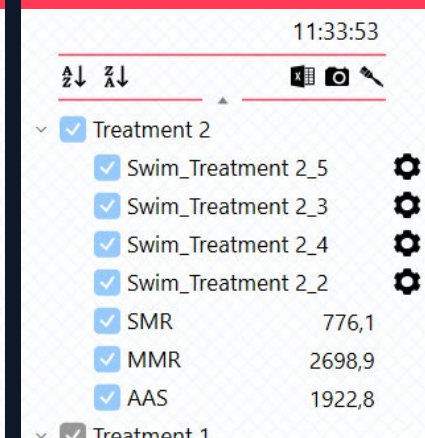 11:33:53
A Z Z A
Treatment 2
Swim_Treatment 2_5
Swim_Treatment 2_3
Swim_Treatment 2_4
Swim_Treatment 2_2
SMR 776,1
MMR 2698,9
AAS 1922,8
Treatment 1